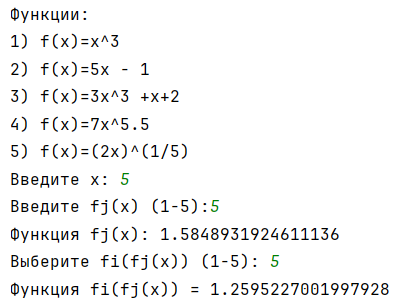 Функции:
1) f(x)=x^3
2) f(x)=5x - 1
3) f(x)=3x^3 +x+2
4) f(x)=7x^5.5
5) f(x)=(2x)^(1/5)
Введите x: 5
Введите fj(x) (1-5):5
Функция fj(x): 1.5848931924611136
Выберите fi(fj(x)) (1-5): 5
Функция fi(fj(x)) = 1.2595227001997928